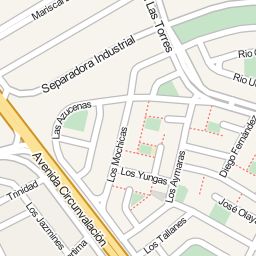 Mariscal
Las Torres
Separadora Industrial
Río
Río U
Las Azucenas
Los Mochicas
Avenida Circunvalación
Los Yungas
Los Aymaras
Diego Fernández
Trinidad
Los Jazmines
José Olaya
Los Tallanes